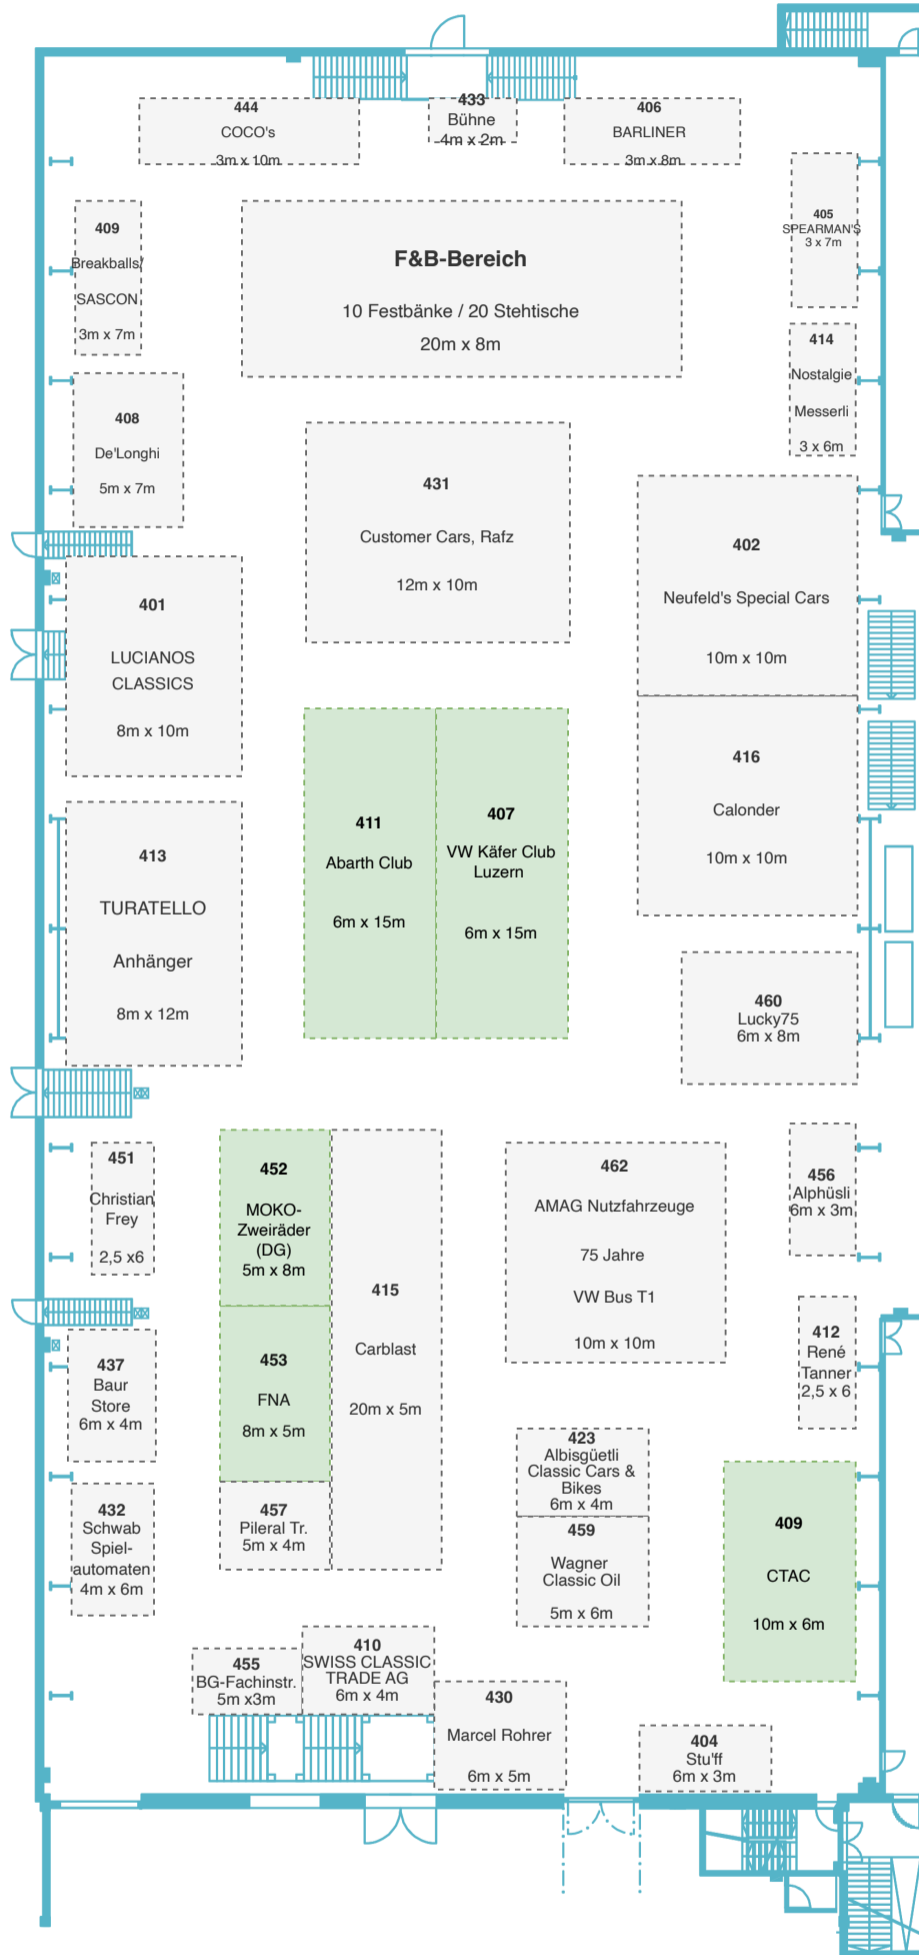 444
COCO's
3m x 10m
433
Bühne
4m x 2m
406
BARLINER
3m x 8m
409
Breakballs/
SASCON
3m x 7m
F&B-Bereich
10 Festbänke / 20 Stehtische
20m x 8m
405
SPEARMAN'S
3 x 7m
414
Nostalgie
Messerli
3 x 6m
408
De'Longhi
5m x 7m
431
Customer Cars, Rafz
12m x 10m
402
Neufeld's Special Cars
10m x 10m
401
LUCIANOS
CLASSICS
8m x 10m
416
Calonder
10m x 10m
411
Abarth Club
6m x 15m
407
VW Käfer Club
Luzern
6m x 15m
413
TURATELLO
Anhänger
8m x 12m
460
Lucky75
6m x 8m
451
Christian
Frey
2,5 x6
452
MOKO-
Zweiräder
(DG)
5m x 8m
415
Carblast
20m x 5m
462
AMAG Nutzfahrzeuge
75 Jahre
VW Bus T1
10m x 10m
456
Alphüsli
6m x 3m
412
René
Tanner
2,5 x 6
437
Baur
Store
6m x 4m
453
FNA
8m x 5m
423
Albisgüetli
Classic Cars &
Bikes
6m x 4m
432
Schwab
Spiel-
automaten
4m x 6m
457
Pileral Tr.
5m x 4m
459
Wagner
Classic Oil
5m x 6m
409
CTAC
10m x 6m
455
BG-Fachinstr.
5m x3m
410
SWISS CLASSIC
TRADE AG
6m x 4m
430
Marcel Rohrer
6m x 5m
404
Stu'ff
6m x 3m